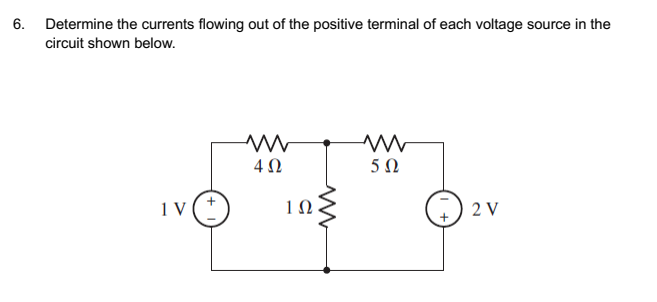 6. Determine the currents flowing out of the positive terminal of each voltage source in the
circuit shown below.
4 Ω
5 Ω
1 V
+
−
1 Ω
−
+
2 V